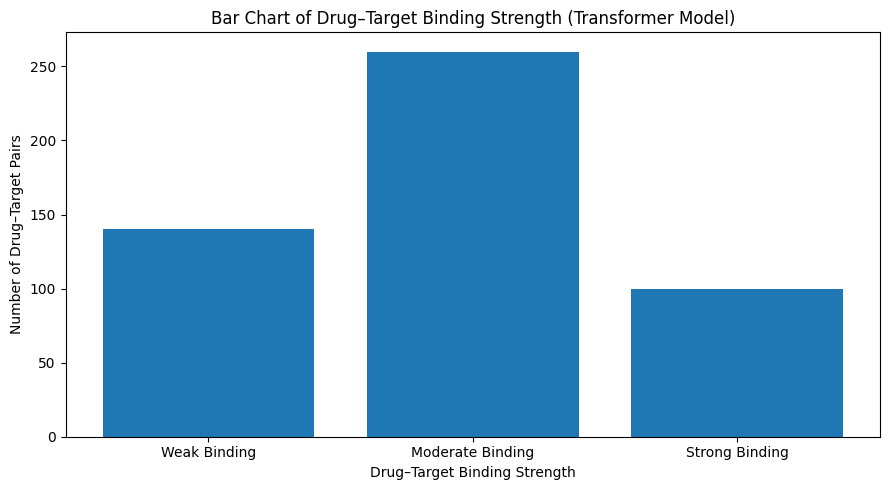 Bar Chart of Drug–Target Binding Strength (Transformer Model)
Number of Drug–Target Pairs
250
200
150
100
50
0
Weak Binding
Moderate Binding
Strong Binding
Drug–Target Binding Strength